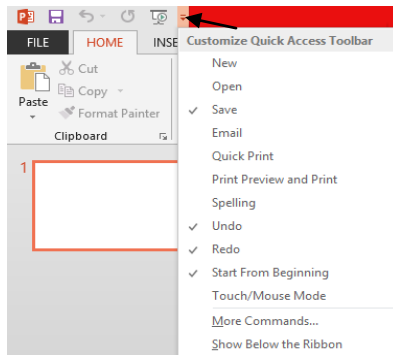 FILE HOME INSE
Cut
Copy
Paste
Format Painter
Clipboard
1
Customize Quick Access Toolbar
New
Open
Save
Email
Quick Print
Print Preview and Print
Spelling
Undo
Redo
Start From Beginning
Touch/Mouse Mode
More Commands...
Show Below the Ribbon